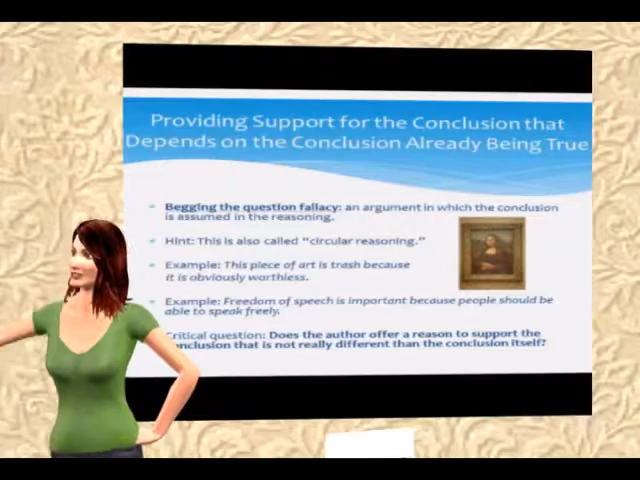 Providing Support for the Conclusion that
Depends on the Conclusion Already Being True
Begging the question fallacy: an argument in which the conclusion
is assumed in the reasoning.
Hint: This is also called "circular reasoning."
Example: This piece of art is trash because
it is obviously worthless.
Example: Freedom of speech is important because people should be
able to speak freely.
Critical question: Does the author offer a reason to support the
conclusion that is not really different than the conclusion itself?